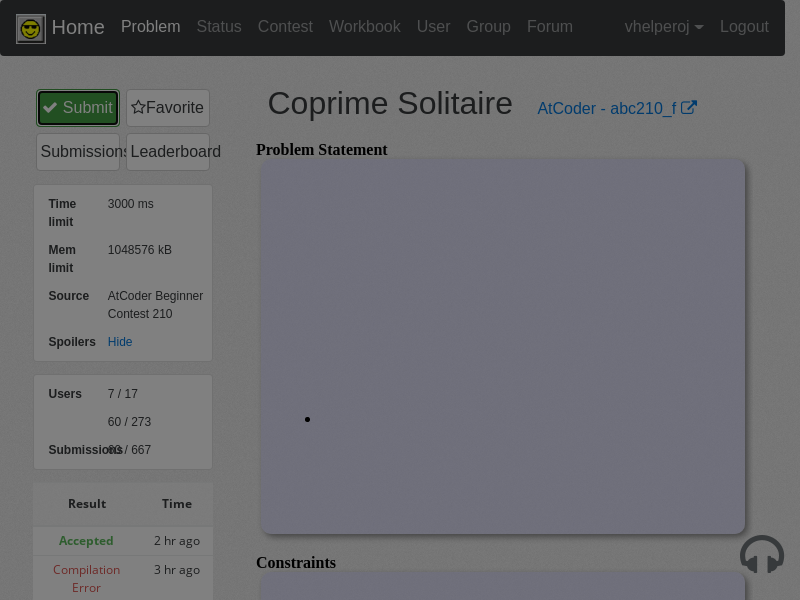 Home Problem Status Contest Workbook User Group Forum vhelperoj Logout
Submit Favorite
Submissions Leaderboard
Coprime Solitaire AtCoder - abc210_f
Problem Statement
Time limit 3000 ms
Mem limit 1048576 kB
Source AtCoder Beginner Contest 210
Spoilers Hide
Users 7 / 17
60 / 273
Submissions / 667
Constraints
Result Time
Accepted 2 hr ago
Compilation Error 3 hr ago